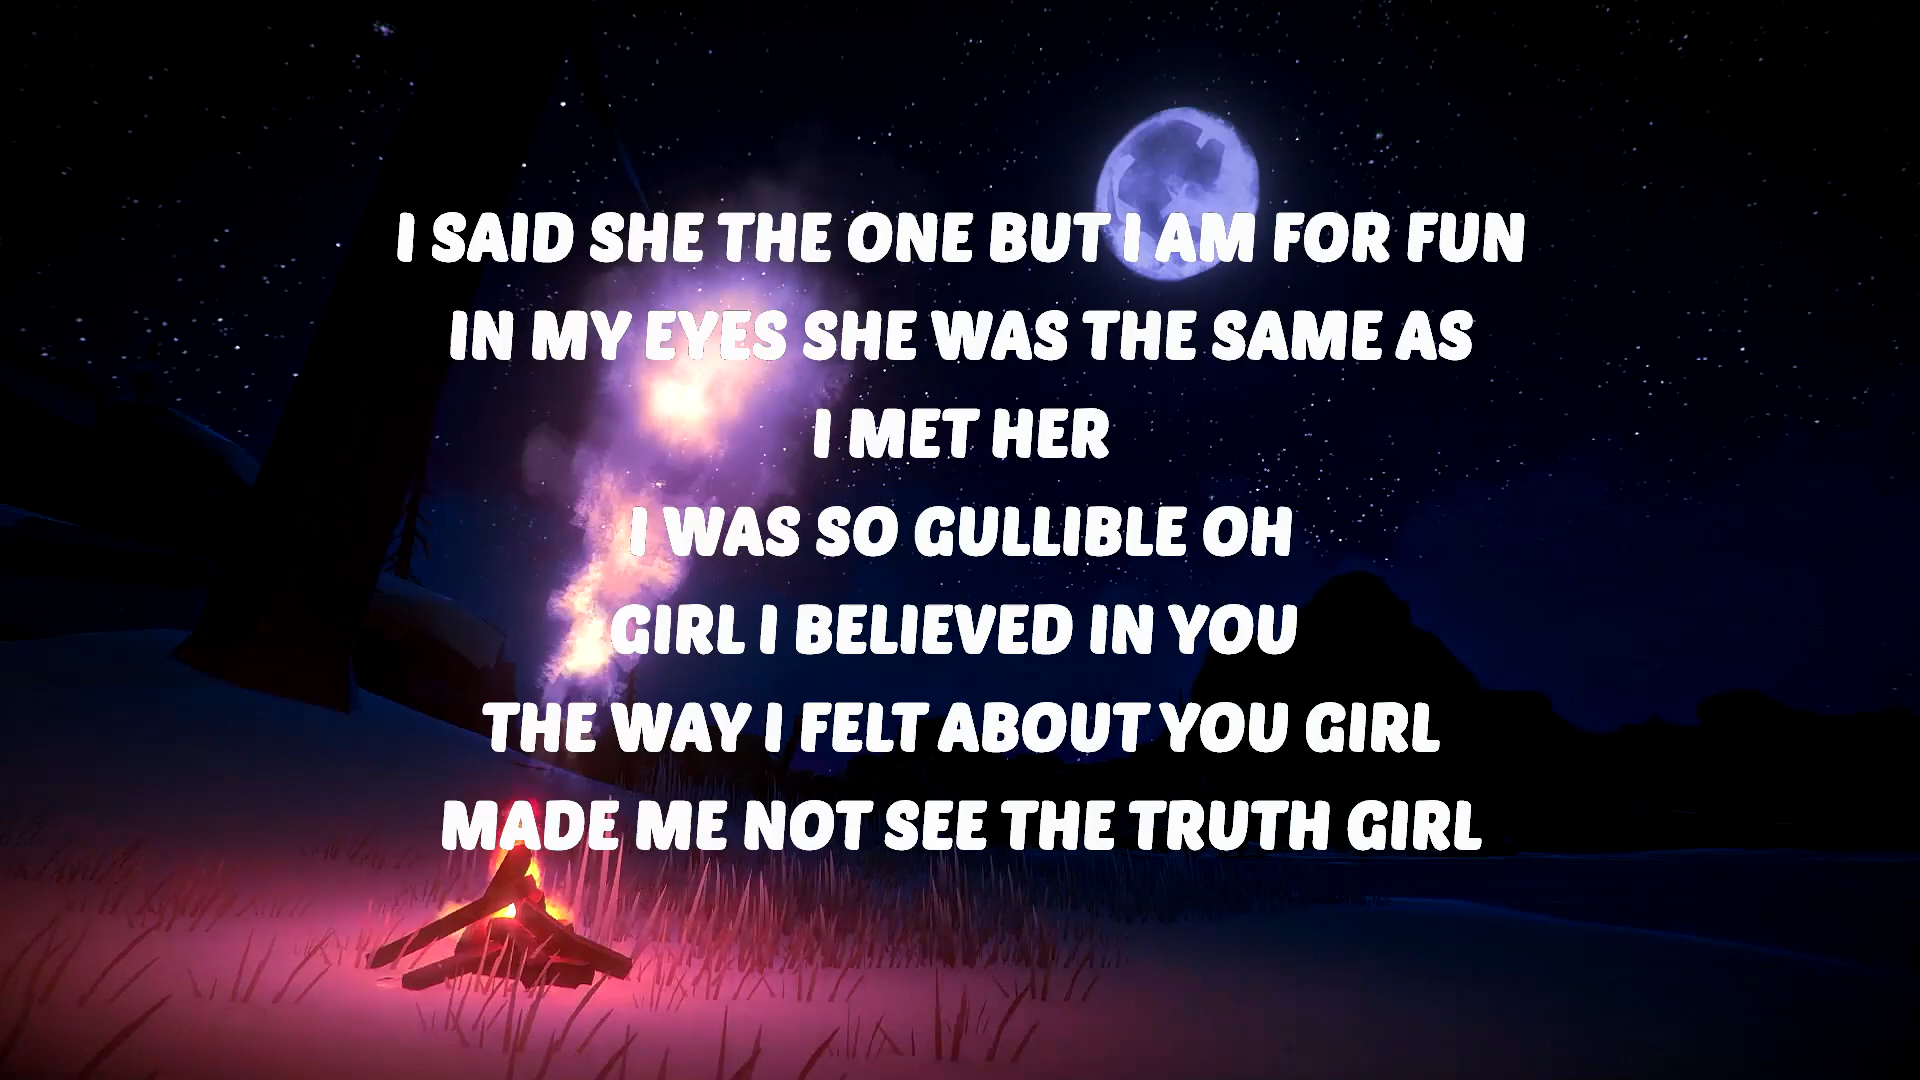 I SAID SHE THE ONE BUT I AM FOR FUN
IN MY EYES SHE WAS THE SAME AS
I MET HER
I WAS SO GULLIBLE OH
GIRL I BELIEVED IN YOU
THE WAY I FELT ABOUT YOU GIRL
MADE ME NOT SEE THE TRUTH GIRL